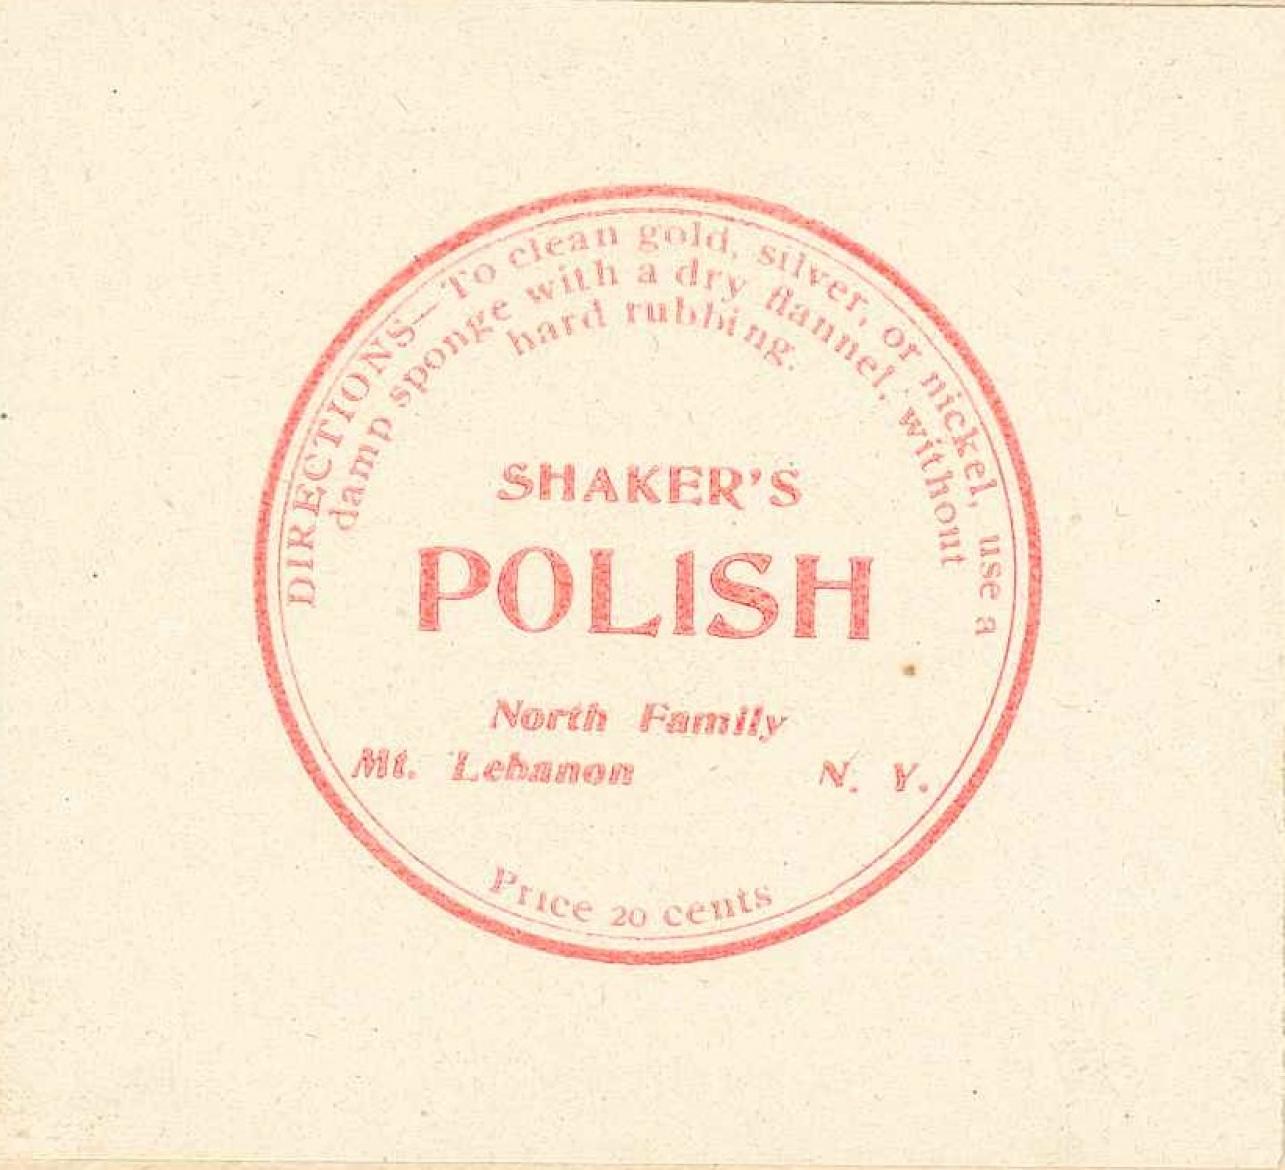 DIRECTIONS—To clean gold, silver, or nickel, use a
damp sponge with a dry flannel, without
hard rubbing.
SHAKER'S
POLISH
North Family
Mt. Lebanon N. Y.
Price 20 cents